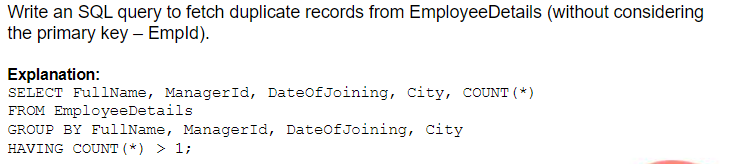 Write an SQL query to fetch duplicate records from EmployeeDetails (without considering
the primary key – EmpId).
Explanation:
SELECT FullName, ManagerId, DateOfJoining, City, COUNT(*)
FROM EmployeeDetails
GROUP BY FullName, ManagerId, DateOfJoining, City
HAVING COUNT(*) > 1;